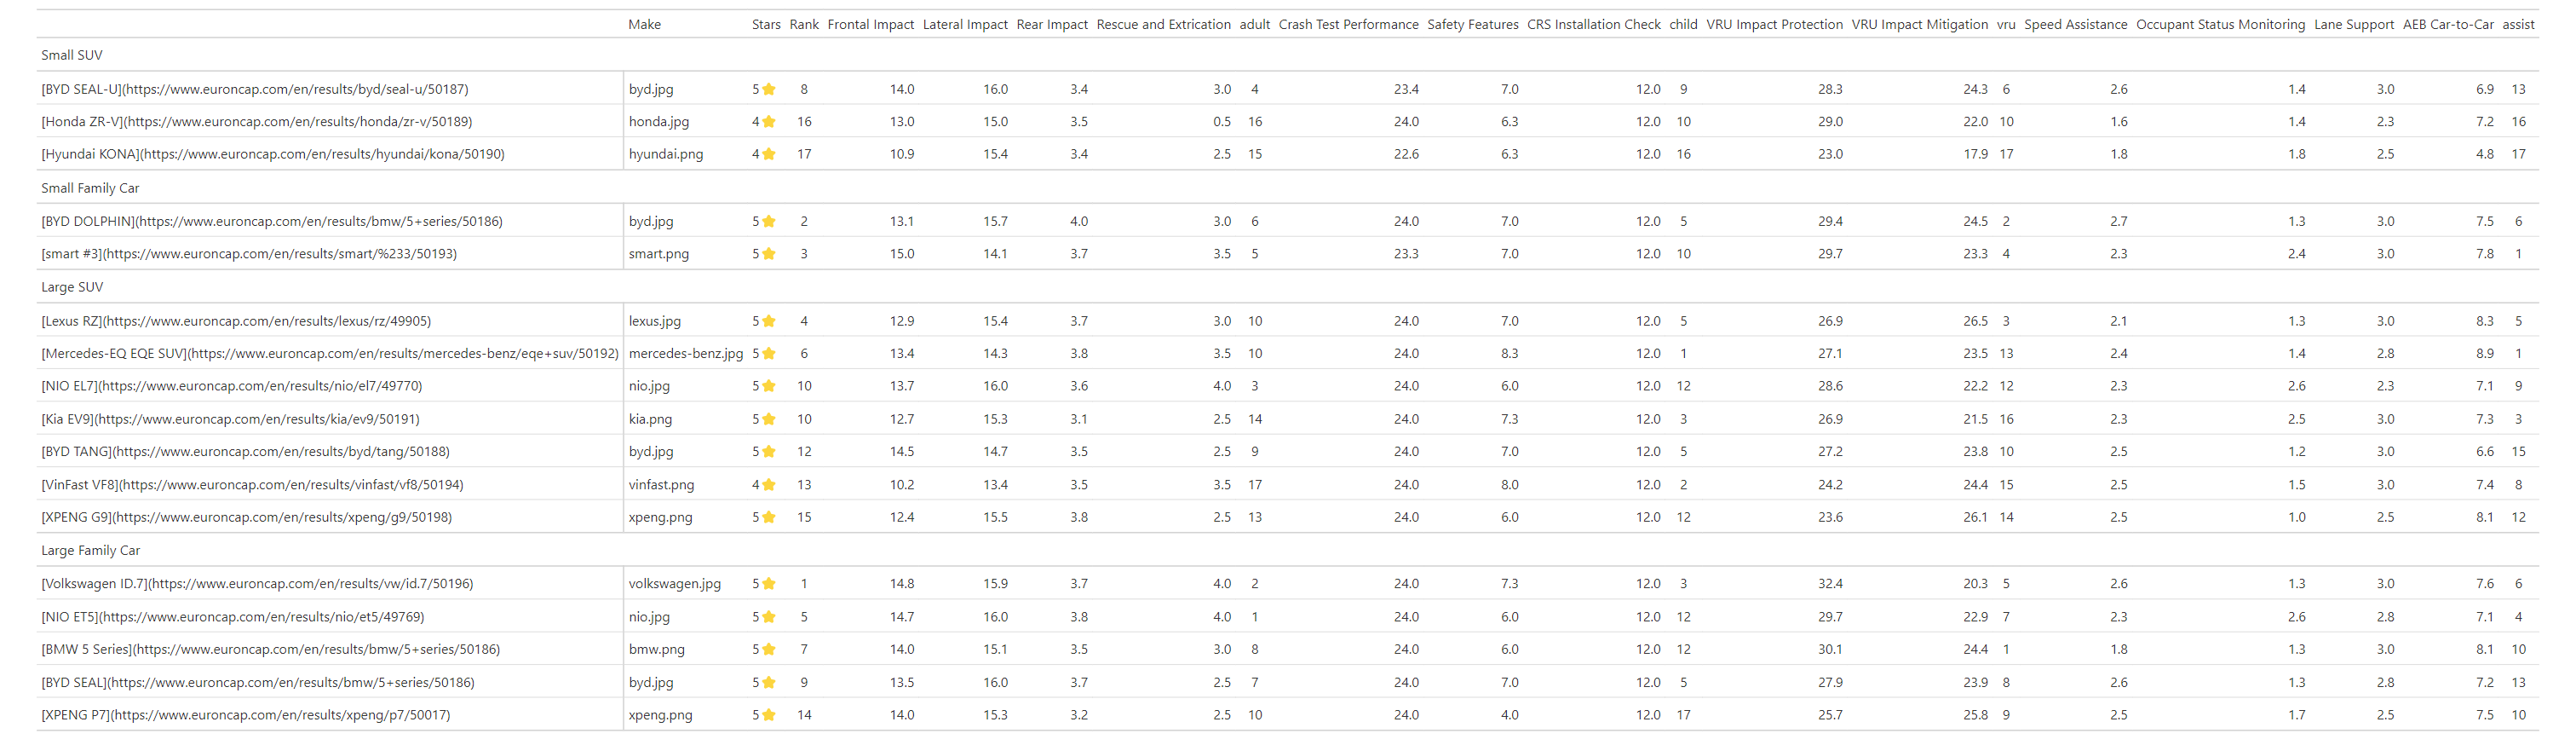 Make Stars Rank Frontal Impact Lateral Impact Rear Impact Rescue and Extrication adult Crash Test Performance Safety Features CRS Installation Check child VRU Impact Protection VRU Impact Mitigation vru Speed Assistance Occupant Status Monitoring Lane Support AEB Car-to-Car assist
Small SUV
[BYD SEAL-U](https://www.euroncap.com/en/results/byd/seal-u/50187) byd.jpg 5⭐ 8 14.0 16.0 3.4 3.0 4 23.4 7.0 12.0 9 28.3 24.3 6 2.6 1.4 3.0 6.9 13
[Honda ZR-V](https://www.euroncap.com/en/results/honda/zr-v/50189) honda.jpg 4⭐ 16 13.0 15.0 3.5 0.5 16 24.0 6.3 12.0 10 29.0 22.0 10 1.6 1.4 2.3 7.2 16
[Hyundai KONA](https://www.euroncap.com/en/results/hyundai/kona/50190) hyundai.png 4⭐ 17 10.9 15.4 3.4 2.5 15 22.6 6.3 12.0 16 23.0 17.9 17 1.8 1.8 2.5 4.8 17
Small Family Car
[BYD DOLPHIN](https://www.euroncap.com/en/results/bmw/5+series/50186) byd.jpg 5⭐ 2 13.1 15.7 4.0 3.0 6 24.0 7.0 12.0 5 29.4 24.5 2 2.7 1.3 3.0 7.5 6
[smart #3](https://www.euroncap.com/en/results/smart/%233/50193) smart.png 5⭐ 3 15.0 14.1 3.7 3.5 5 23.3 7.0 12.0 10 29.7 23.3 4 2.3 2.4 3.0 7.8 1
Large SUV
[Lexus RZ](https://www.euroncap.com/en/results/lexus/rz/49905) lexus.jpg 5⭐ 4 12.9 15.4 3.7 3.0 10 24.0 7.0 12.0 5 26.9 26.5 3 2.1 1.3 3.0 8.3 5
[Mercedes-EQ EQE SUV](https://www.euroncap.com/en/results/mercedes-benz/eqe+suv/50192) mercedes-benz.jpg 5⭐ 6 13.4 14.3 3.8 3.5 10 24.0 8.3 12.0 1 27.1 23.5 13 2.4 1.4 2.8 8.9 1
[NIO EL7](https://www.euroncap.com/en/results/nio/el7/49770) nio.jpg 5⭐ 10 13.7 16.0 3.6 4.0 3 24.0 6.0 12.0 12 28.6 22.2 12 2.3 2.6 2.3 7.1 9
[Kia EV9](https://www.euroncap.com/en/results/kia/ev9/50191) kia.png 5⭐ 10 12.7 15.3 3.1 2.5 14 24.0 7.3 12.0 3 26.9 21.5 16 2.3 2.5 3.0 7.3 3
[BYD TANG](https://www.euroncap.com/en/results/byd/tang/50188) byd.jpg 5⭐ 12 14.5 14.7 3.5 2.5 9 24.0 7.0 12.0 5 27.2 23.8 10 2.5 1.2 3.0 6.6 15
[VinFast VF8](https://www.euroncap.com/en/results/vinfast/vf8/50194) vinfast.png 4⭐ 13 10.2 13.4 3.5 3.5 17 24.0 8.0 12.0 2 24.2 24.4 15 2.5 1.5 3.0 7.4 8
[XPENG G9](https://www.euroncap.com/en/results/xpeng/g9/50198) xpeng.png 5⭐ 15 12.4 15.5 3.8 2.5 13 24.0 6.0 12.0 12 23.6 26.1 14 2.5 1.0 2.5 8.1 12
Large Family Car
[Volkswagen ID.7](https://www.euroncap.com/en/results/vw/id.7/50196) volkswagen.jpg 5⭐ 1 14.8 15.9 3.7 4.0 2 24.0 7.3 12.0 3 32.4 20.3 5 2.6 1.3 3.0 7.6 6
[NIO ET5](https://www.euroncap.com/en/results/nio/et5/49769) nio.jpg 5⭐ 5 14.7 16.0 3.8 4.0 1 24.0 6.0 12.0 12 29.7 22.9 7 2.3 2.6 2.8 7.1 4
[BMW 5 Series](https://www.euroncap.com/en/results/bmw/5+series/50186) bmw.png 5⭐ 7 14.0 15.1 3.5 3.0 8 24.0 6.0 12.0 12 30.1 24.4 1 1.8 1.3 3.0 8.1 10
[BYD SEAL](https://www.euroncap.com/en/results/bmw/5+series/50186) byd.jpg 5⭐ 9 13.5 16.0 3.7 2.5 7 24.0 7.0 12.0 5 27.9 23.9 8 2.6 1.3 2.8 7.2 13
[XPENG P7](https://www.euroncap.com/en/results/xpeng/p7/50017) xpeng.png 5⭐ 14 14.0 15.3 3.2 2.5 10 24.0 4.0 12.0 17 25.7 25.8 9 2.5 1.7 2.5 7.5 10